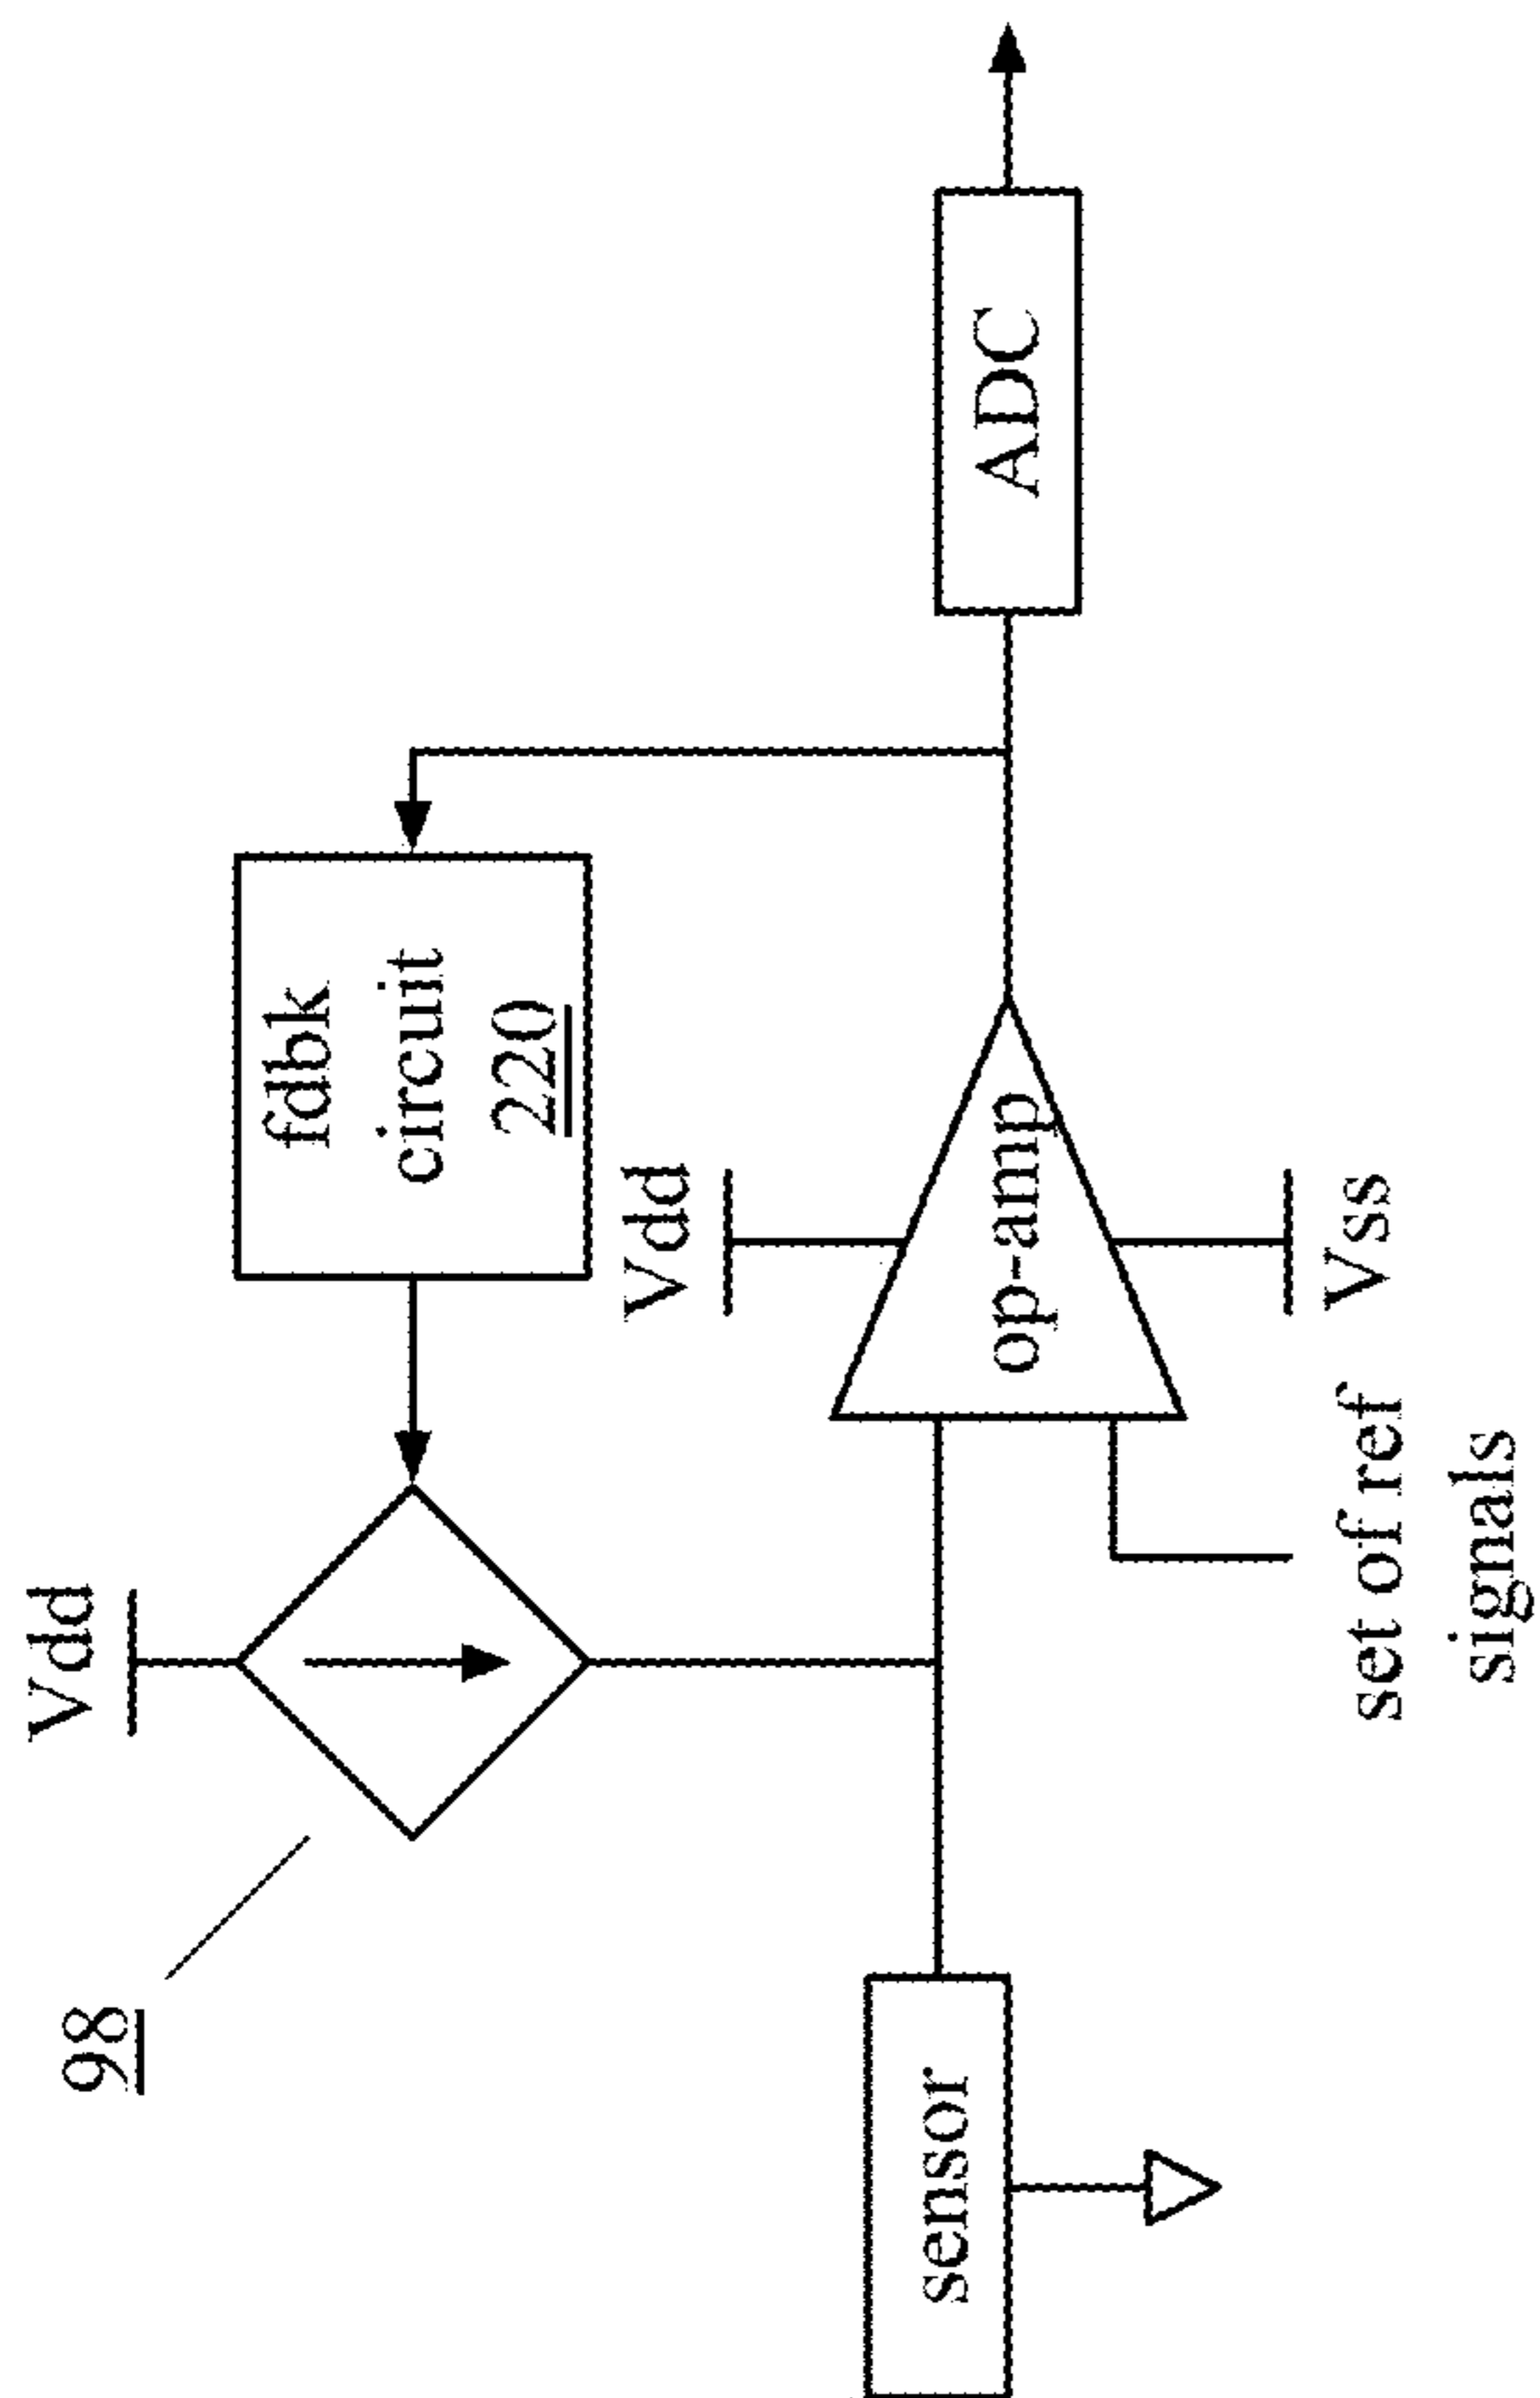 98
Vdd
fdbk
circuit
220
Vdd
sensor
op-amp
ADC
Vss
set of ref
signals